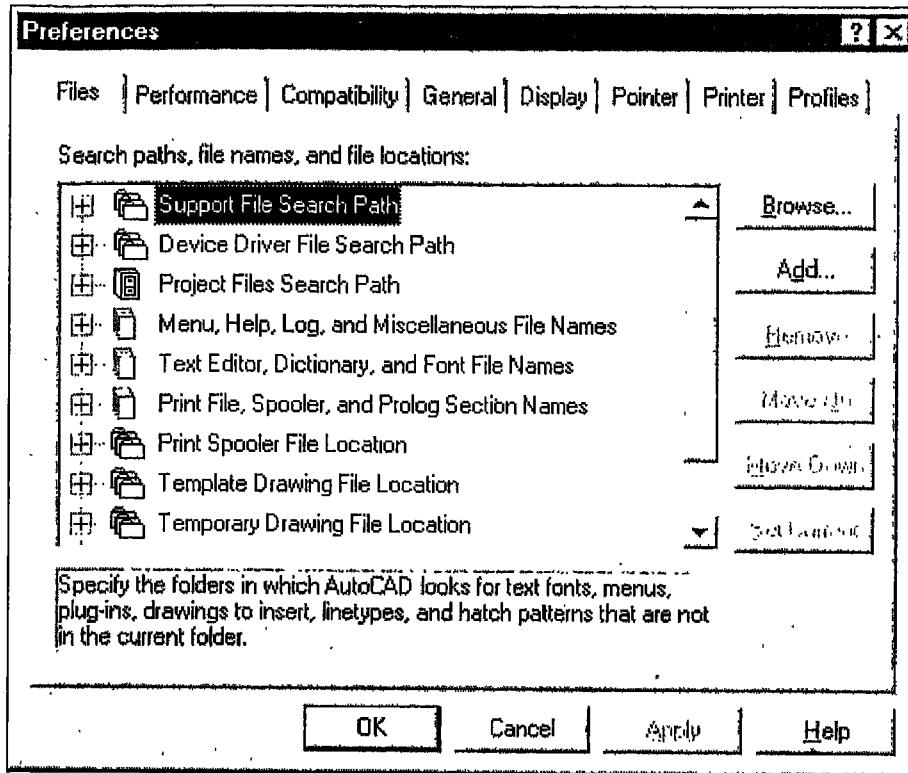 Preferences
Files Performance Compatibility General Display Pointer Printer Profiles
Search paths, file names, and file locations:
Support File Search Path
Device Driver File Search Path
Project Files Search Path
Menu, Help, Log, and Miscellaneous File Names
Text Editor, Dictionary, and Font File Names
Print File, Spooler, and Prolog Section Names
Print Spooler File Location
Template Drawing File Location
Temporary Drawing File Location
Browse...
Add...
Remove
Move Up
Move Down
Set Current
Specify the folders in which AutoCAD looks for text fonts, menus,
plug-ins, drawings to insert, linetypes, and hatch patterns that are not
in the current folder.
OK Cancel Apply Help